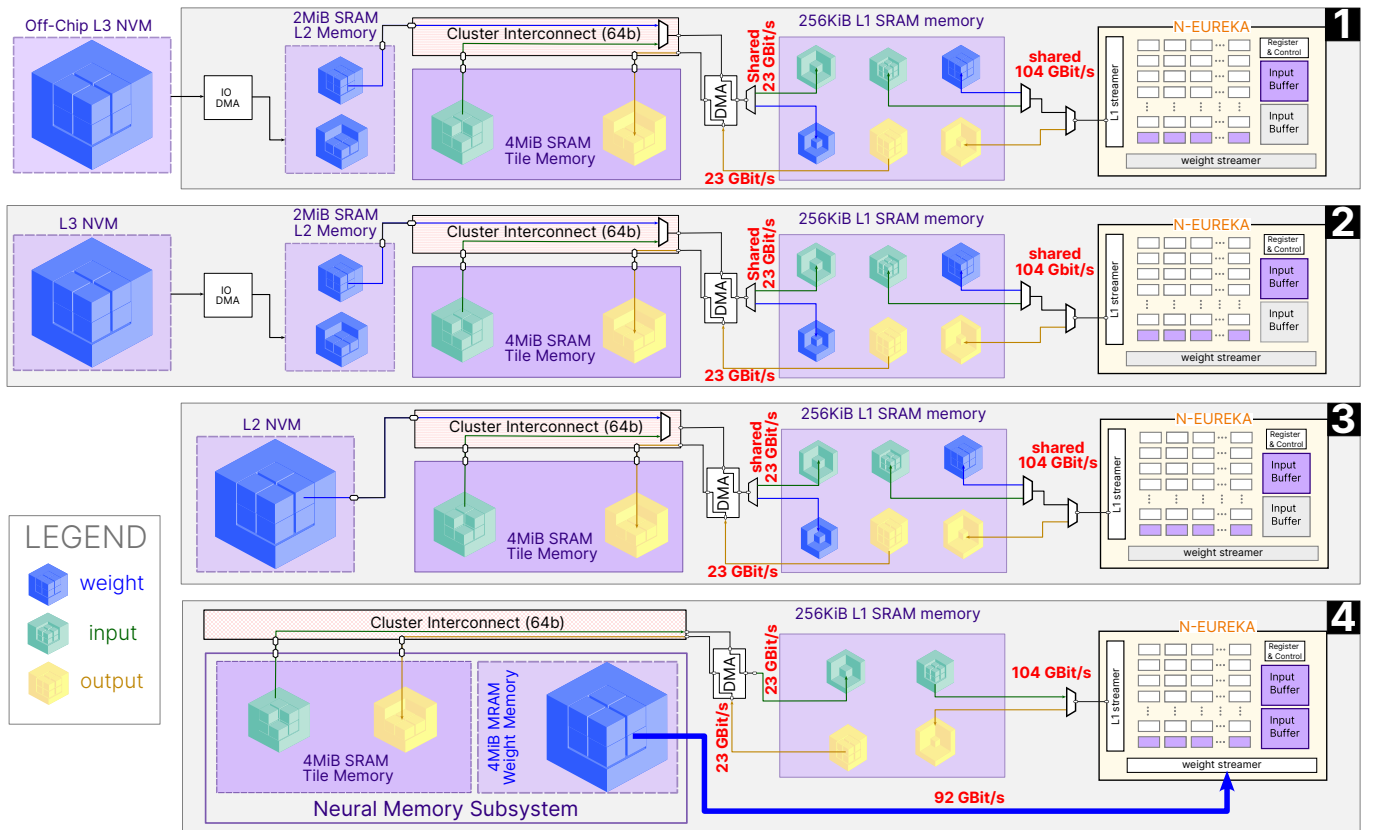 Off-Chip L3 NVM
IO
DMA
2MiB SRAM
L2 Memory
Cluster Interconnect (64b)
4MiB SRAM
Tile Memory
DMA
Shared
23 GBit/s
23 GBit/s
256KiB L1 SRAM memory
shared
104 GBit/s
N-EUREKA
1
L1 streamer
Register
& Control
Input
Buffer
Input
Buffer
weight streamer
L3 NVM
IO
DMA
2MiB SRAM
L2 Memory
Cluster Interconnect (64b)
4MiB SRAM
Tile Memory
DMA
Shared
23 GBit/s
23 GBit/s
256KiB L1 SRAM memory
shared
104 Gbit/s
N-EUREKA
2
L1 streamer
Register
& Control
Input
Buffer
Input
Buffer
weight streamer
L2 NVM
Cluster Interconnect (64b)
4MiB SRAM
Tile Memory
DMA
shared
23 GBit/s
23 GBit/s
256KiB L1 SRAM memory
shared
104 GBit/s
N-EUREKA
3
L1 streamer
Register
& Control
Input
Buffer
Input
Buffer
weight streamer
LEGEND
weight
input
output
Cluster Interconnect (64b)
4MiB SRAM
Tile Memory
4MiB MRAM
Weight Memory
Neural Memory Subsystem
DMA
23 GBit/s
23 GBit/s
256KiB L1 SRAM memory
104 GBit/s
92 GBit/s
N-EUREKA
4
L1 streamer
Register
& Control
Input
Buffer
Input
Buffer
weight streamer